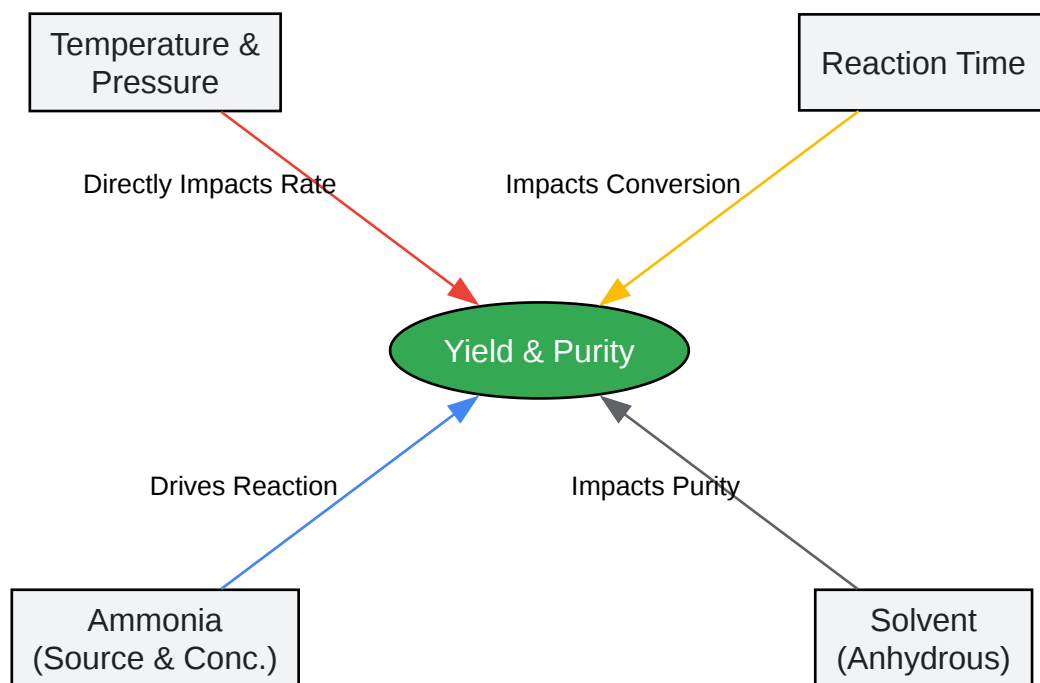 Temperature &
Pressure
Reaction Time
Directly Impacts Rate
Impacts Conversion
Yield & Purity
Drives Reaction
Impacts Purity
Ammonia
(Source & Conc.)
Solvent
(Anhydrous)